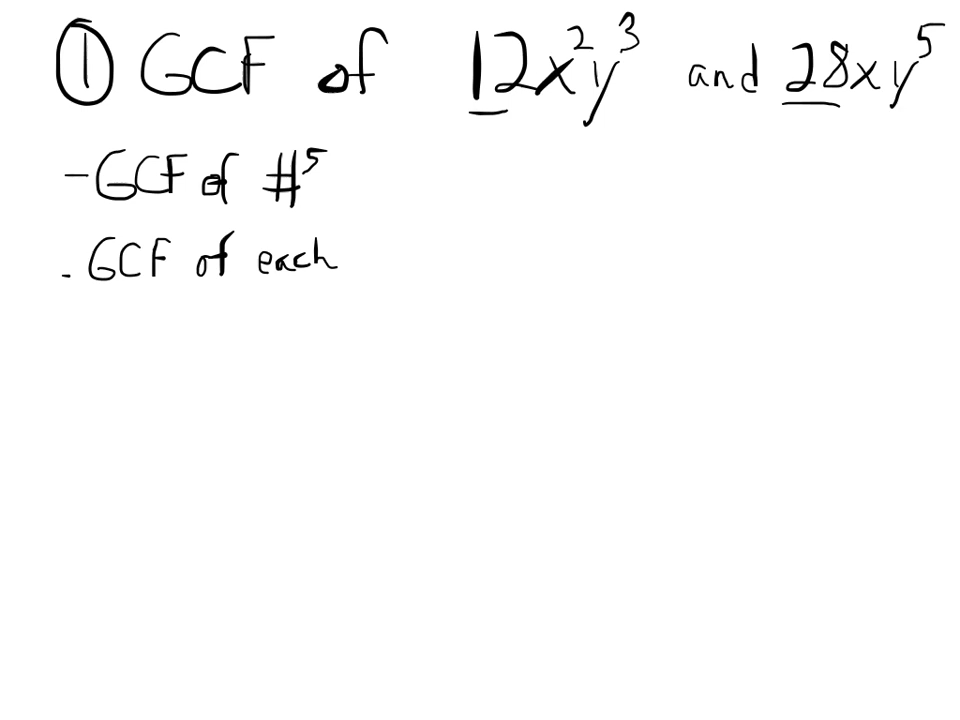 ① GCF of 12x²y³ and 28xy⁵
- GCF of #s
- GCF of each